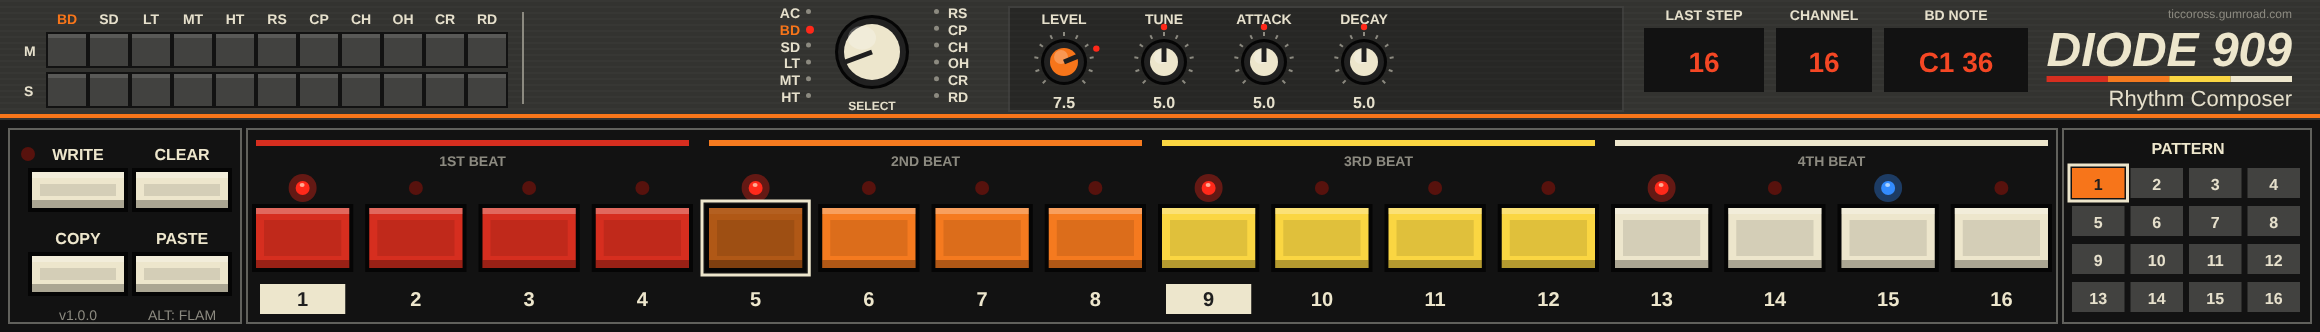 BD SD LT MT HT RS CP CH OH CR RD
M
S
AC
BD
SD
LT
MT
HT
SELECT
RS
CP
CH
OH
CR
RD
LEVEL TUNE ATTACK DECAY
7.5 5.0 5.0 5.0
LAST STEP CHANNEL BD NOTE
16 16 C1 36
ticcoross.gumroad.com
DIODE 909
Rhythm Composer
WRITE CLEAR
COPY PASTE
v1.0.0 ALT: FLAM
1ST BEAT 2ND BEAT 3RD BEAT 4TH BEAT
1 2 3 4 5 6 7 8 9 10 11 12 13 14 15 16
PATTERN
1 2 3 4
5 6 7 8
9 10 11 12
13 14 15 16